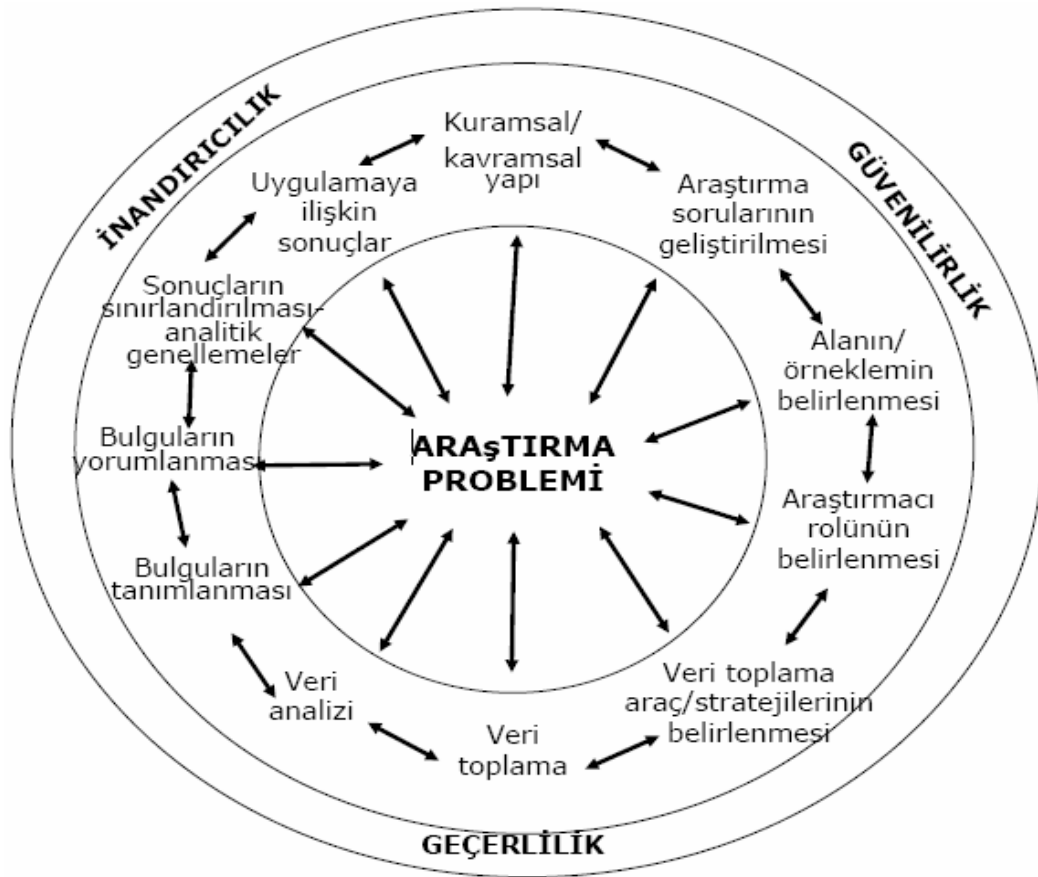 İNANDIRICILIK
GÜVENİLİRLİK
GEÇERLİLİK
Kuramsal/
kavramsal
yapı
Araştırma
sorularının
geliştirilmesi
Alanın/
örneklemin
belirlenmesi
Araştırmacı
rolünün
belirlenmesi
Veri toplama
araç/stratejilerinin
belirlenmesi
Veri
toplama
Veri
analizi
Bulguların
tanımlanması
Bulguların
yorumlanması
Sonuçların
sınırlandırılması-
analitik
genellemeler
Uygulamaya
ilişkin
sonuçlar
ARAşTIRMA
PROBLEMİ